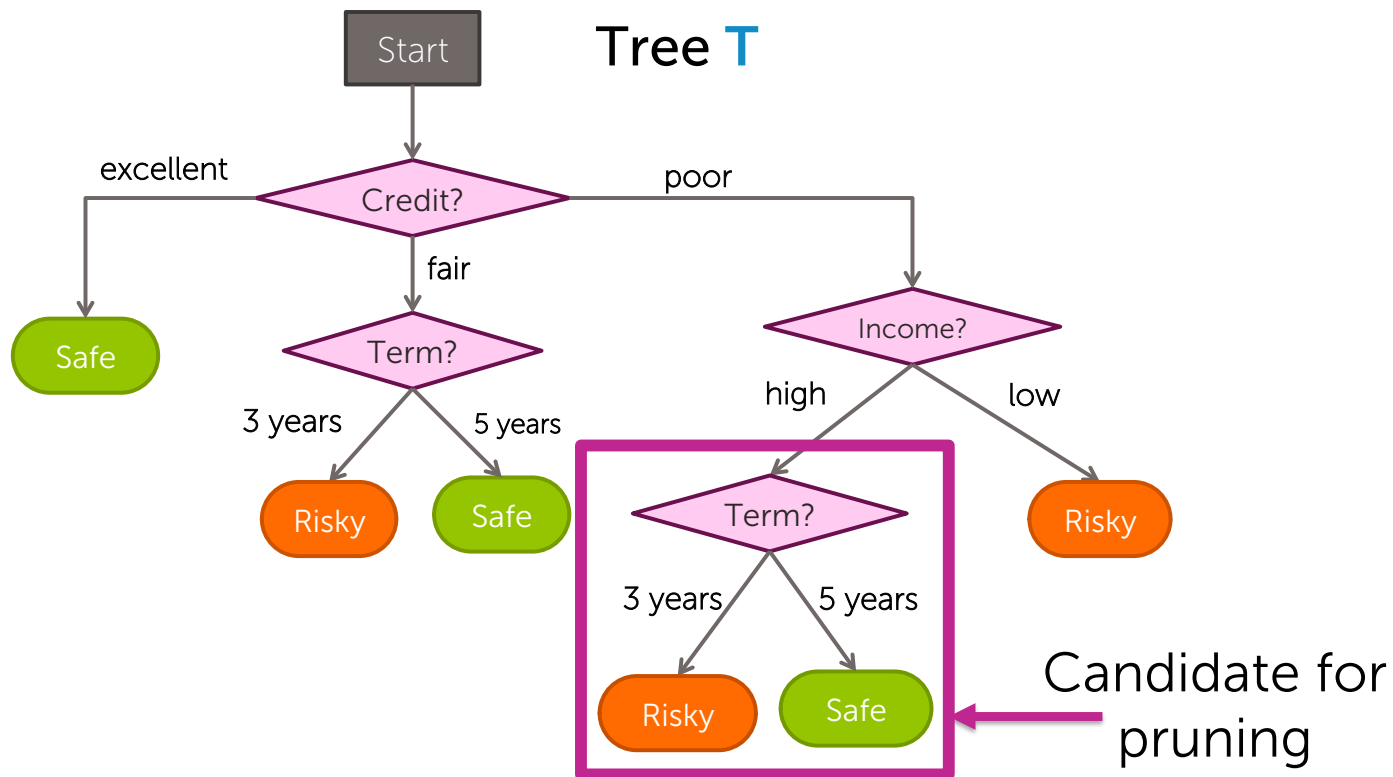 Start
Tree T
excellent
Credit?
poor
fair
Safe
Term?
Income?
3 years
5 years
high
low
Risky
Safe
Term?
Risky
3 years
5 years
Risky
Safe
Candidate for
pruning